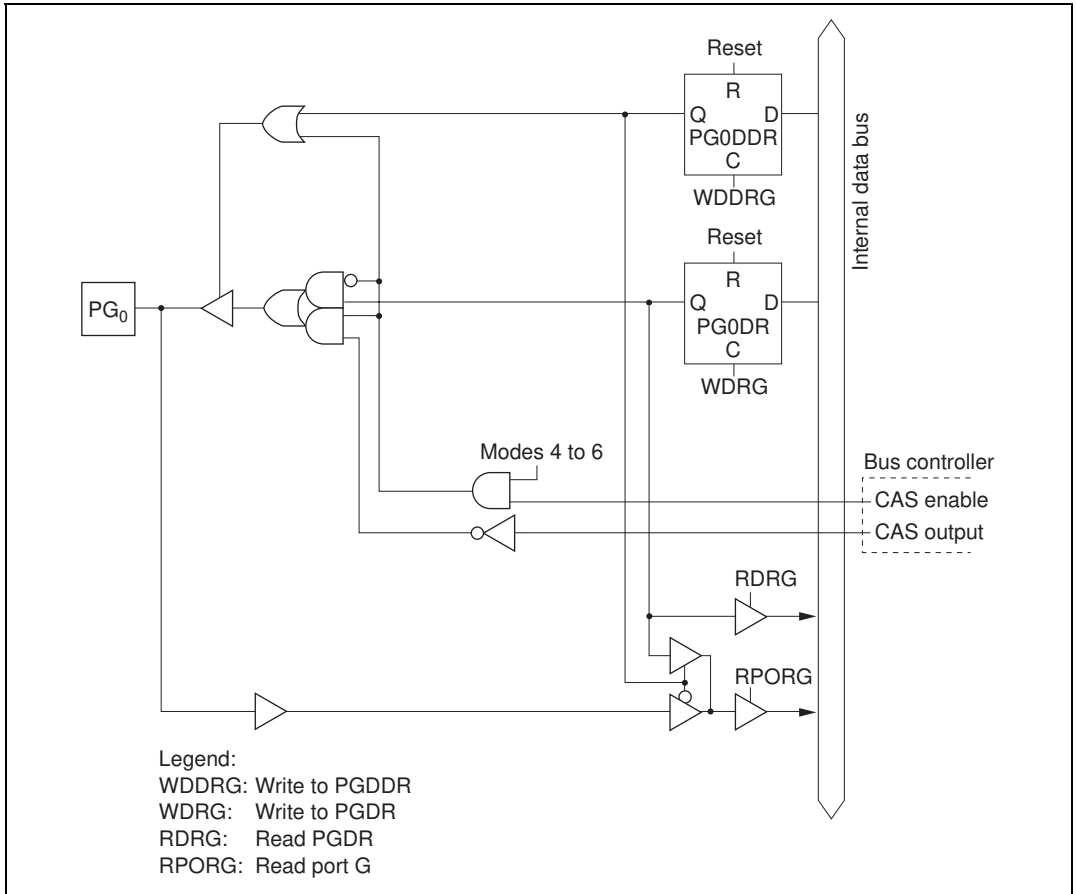 Reset
R
Q D
PG0DDR
C
WDDRG
Internal data bus
Reset
R
Q D
PG0DR
C
WDRG
PG0
Modes 4 to 6
Bus controller
CAS enable
CAS output
RDRG
RPORG
Legend:
WDDRG: Write to PGDDR
WDRG: Write to PGDR
RDRG: Read PGDR
RPORG: Read port G